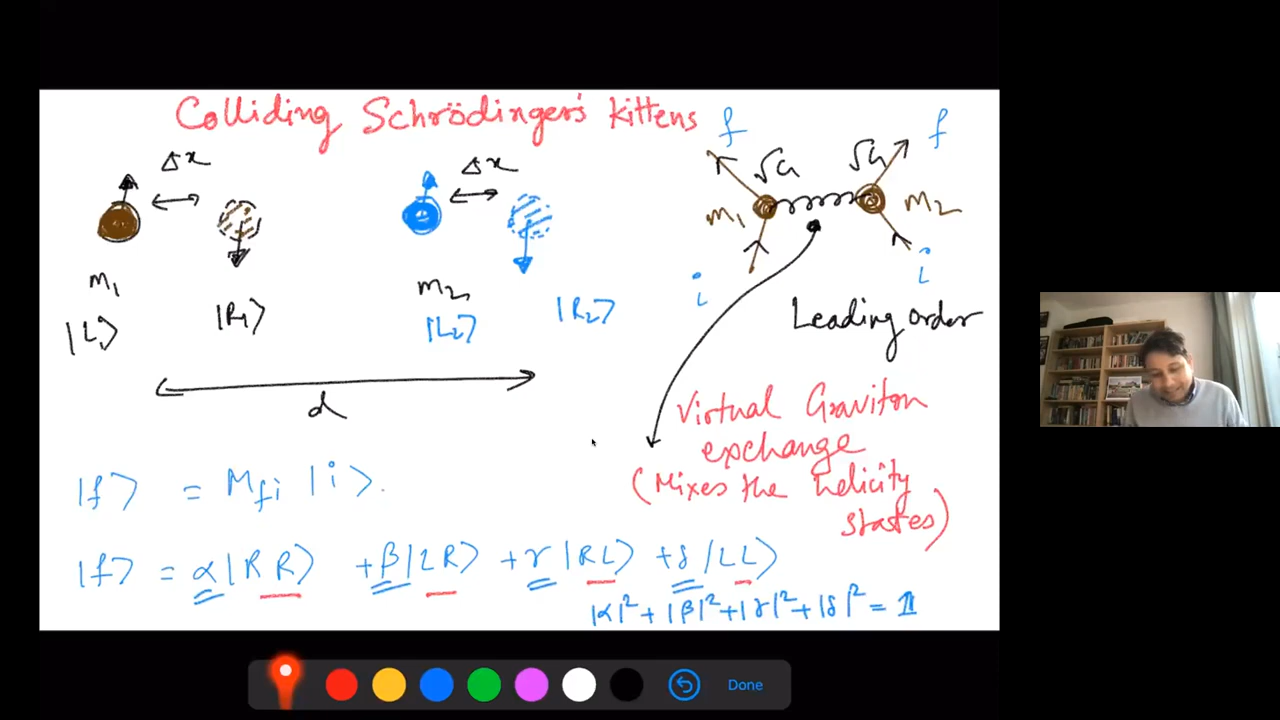 Colliding Schrödinger's kittens
Δx
Δx
m₁
m₂
|L₁⟩
|R₁⟩
|L₂⟩
|R₂⟩
d
f
f
√G
√G
m₁
m₂
i
i
Leading order
Virtual Graviton
exchange
(Mixes the helicity
states)
|f⟩ = M_fi |i⟩.
|f⟩ = α|RR⟩ + β|LR⟩ + γ|RL⟩ + δ|LL⟩
|α|² + |β|² + |γ|² + |δ|² = 1
Done